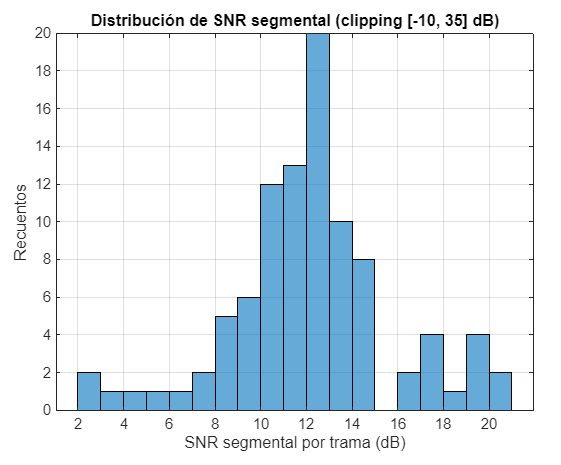 Distribución de SNR segmental (clipping [-10, 35] dB)
20
18
16
14
12
10
8
6
4
2
0
Recuentos
2 4 6 8 10 12 14 16 18 20
SNR segmental por trama (dB)